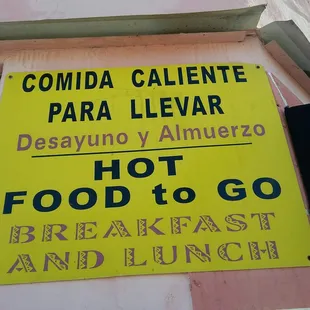 COMIDA CALIENTE
PARA LLEVAR
Desayuno y Almuerzo
HOT
FOOD to GO
BREAKFAST
AND LUNCH